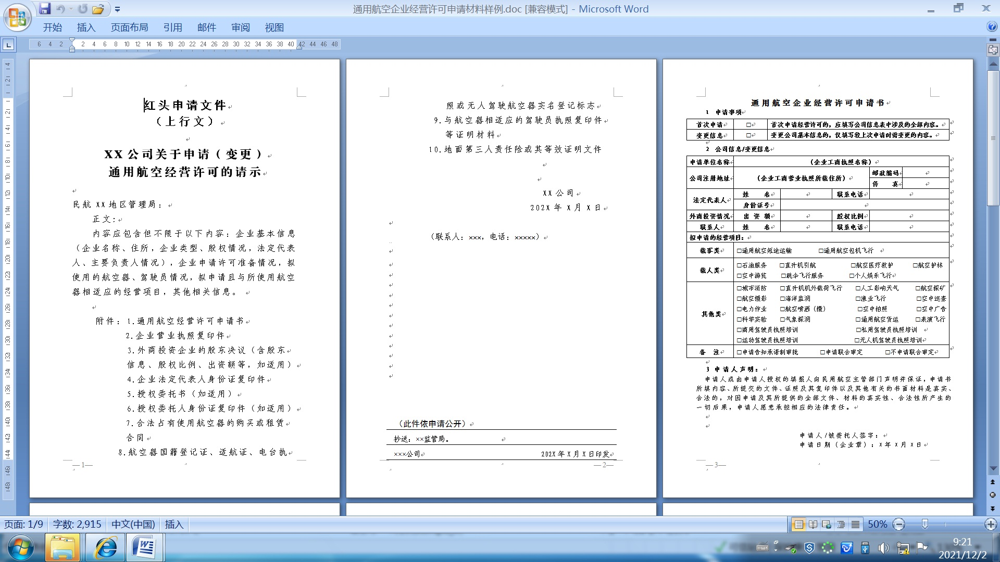 通用航空企业经营许可申请材料样例.doc [兼容模式] - Microsoft Word
开始 插入 页面布局 引用 邮件 审阅 视图
6 4 2 2 4 6 8 10 12 14 16 18 20 22 24 26 28 30 32 34 36 38 40 42 44 46 48
红头申请文件
（上行文）
XX 公司关于申请（变更）
通用航空经营许可的请示
民航 XX 地区管理局：
正文：
内容应包含但不限于以下内容：企业基本信息
（企业名称、住所，企业类型、股权情况，法定代表
人、主要负责人情况），企业申请许可准备情况，拟
使用的航空器、驾驶员情况，拟申请且与所使用航空
器相适应的经营项目，其他相关信息。
附件：1.通用航空经营许可申请书
2.企业营业执照复印件
3.外商投资企业的股东决议（含股东
信息、股权比例、出资额等，如适用）
4.企业法定代表人身份证复印件
5.授权委托书（如适用）
6.授权委托人身份证复印件（如适用）
7.合法占有使用航空器的购买或租赁
合同
8.航空器国籍登记证、适航证、电台执
—1—
照或无人驾驶航空器实名登记标志
9.与航空器相适应的驾驶员执照复印件
等证明材料
10.地面第三人责任险或其等效证明文件
XX 公司
202X 年 X 月 X 日
（联系人：×××，电话：×××××）
（此件依申请公开）
抄送：××监管局。
×××公司 202X 年 X 月 X 日印发
—2—
通用航空企业经营许可申请书
1 申请事项
首次申请 □ 首次申请经营许可的，应填写公司信息表中涉及的全部内容。
变更信息 □ 变更公司基本信息的，仅填写较上次申请时需变更的内容。
2 公司信息/变更信息
申请单位名称 （企业工商执照名称）
公司注册地址 （企业工商营业执照所载住所） 邮政编码
传 真
法定代表人 姓 名 联系电话
身份证号
外商投资情况 出 资 额 股权比例
联系人 姓 名 联系电话
拟申请的经营项目：
载客类 □通用航空短途运输 □通用航空包机飞行
载人类 □石油服务 □直升机引航 □航空医疗救护 □航空护林
□空中游览 □跳伞飞行服务 □个人娱乐飞行
其他类 □城市消防 □直升机机外载荷飞行 □人工影响天气 □航空探矿
□航空摄影 □海洋监测 □渔业飞行 □空中巡查
□电力作业 □航空喷洒（撒） □空中拍照 □空中广告
□科学实验 □气象探测 □通用航空货运 □表演飞行
□商用驾驶员执照培训 □私用驾驶员执照培训
□运动驾驶员执照培训 □无人机驾驶员执照培训
备 注 □申请告知承诺制审批 □申请联合审定 □不申请联合审定
3 申请人声明：
申请人或由申请人授权的填报人向民用航空主管部门声明并保证，申请书
所填内容、所提交的文件、证照及其复印件以及其他有关的书面材料是真实、
合法的，对因申请及其所提供的全部文件、材料的真实性、合法性所产生的
一切后果，申请人愿意承担相应的法律责任。
申请人/被委托人签字：
申请日期（企业章）：X 年 X 月 X 日
—3—
页面: 1/9 字数: 2,915 中文(中国) 插入 50%
9:21
2021/12/2